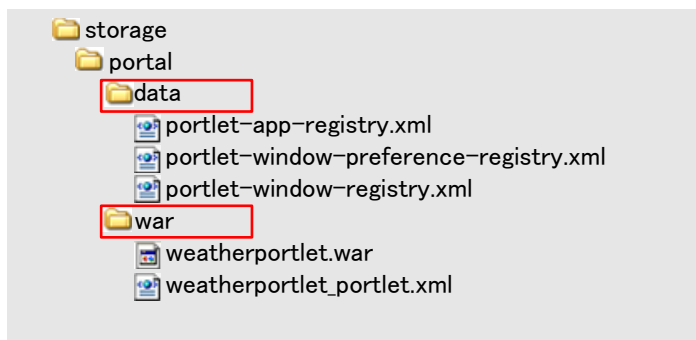 storage
portal
data
portlet-app-registry.xml
portlet-window-preference-registry.xml
portlet-window-registry.xml
war
weatherportlet.war
weatherportlet_portlet.xml